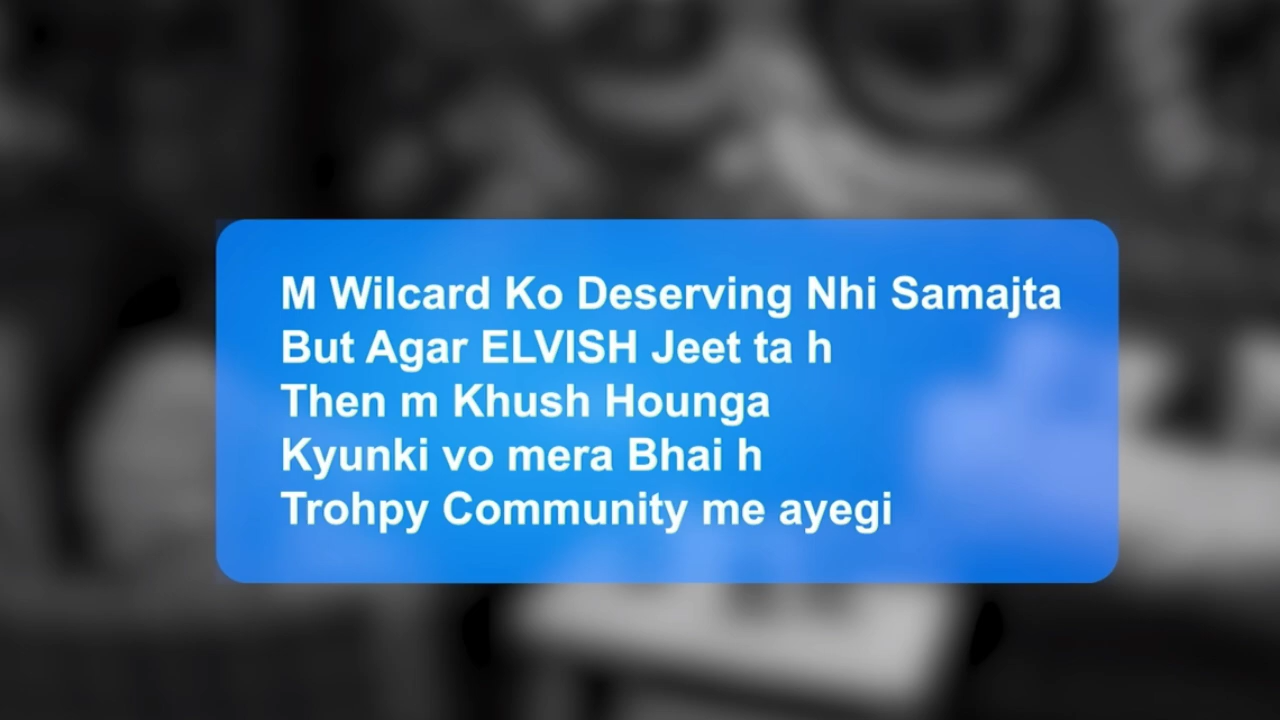 M Wilcard Ko Deserving Nhi Samajta
But Agar ELVISH Jeet ta h
Then m Khush Hounga
Kyunki vo mera Bhai h
Trohpy Community me ayegi